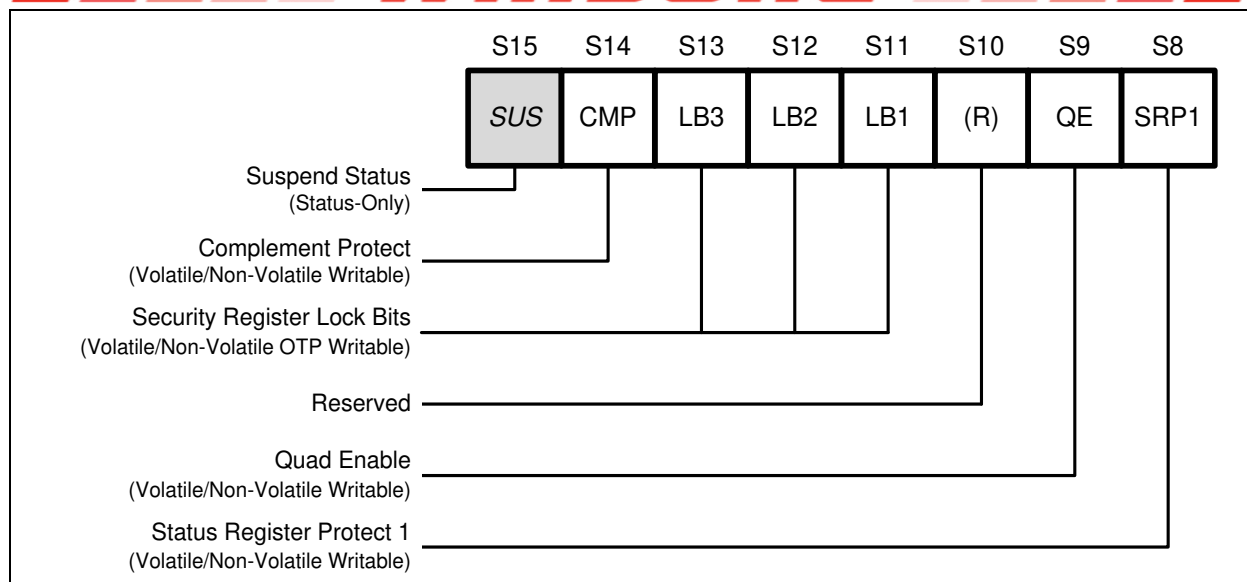 S15 S14 S13 S12 S11 S10 S9 S8
SUS CMP LB3 LB2 LB1 (R) QE SRP1
Suspend Status
(Status-Only)
Complement Protect
(Volatile/Non-Volatile Writable)
Security Register Lock Bits
(Volatile/Non-Volatile OTP Writable)
Reserved
Quad Enable
(Volatile/Non-Volatile Writable)
Status Register Protect 1
(Volatile/Non-Volatile Writable)